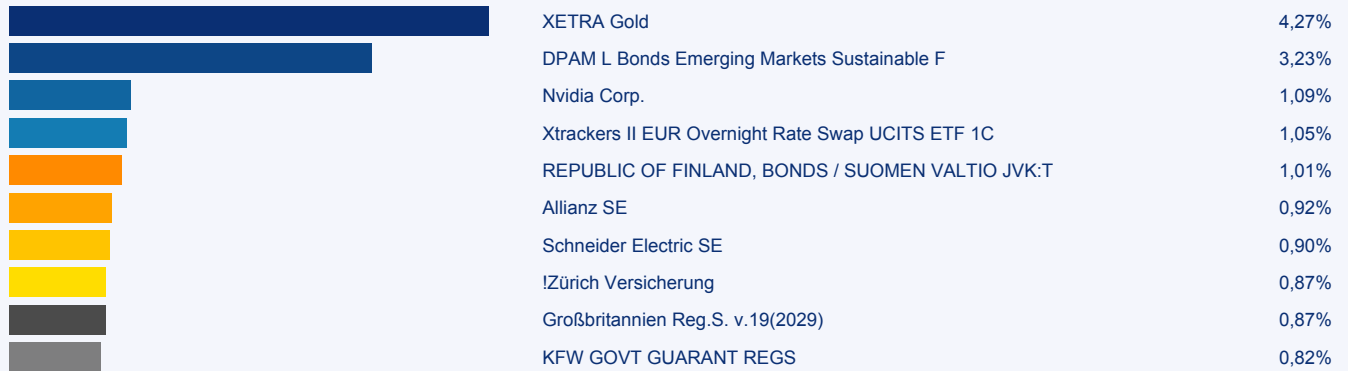 XETRA Gold 4,27%
DPAM L Bonds Emerging Markets Sustainable F 3,23%
Nvidia Corp. 1,09%
Xtrackers II EUR Overnight Rate Swap UCITS ETF 1C 1,05%
REPUBLIC OF FINLAND, BONDS / SUOMEN VALTIO JVK:T 1,01%
Allianz SE 0,92%
Schneider Electric SE 0,90%
!Zürich Versicherung 0,87%
Großbritannien Reg.S. v.19(2029) 0,87%
KFW GOVT GUARANT REGS 0,82%